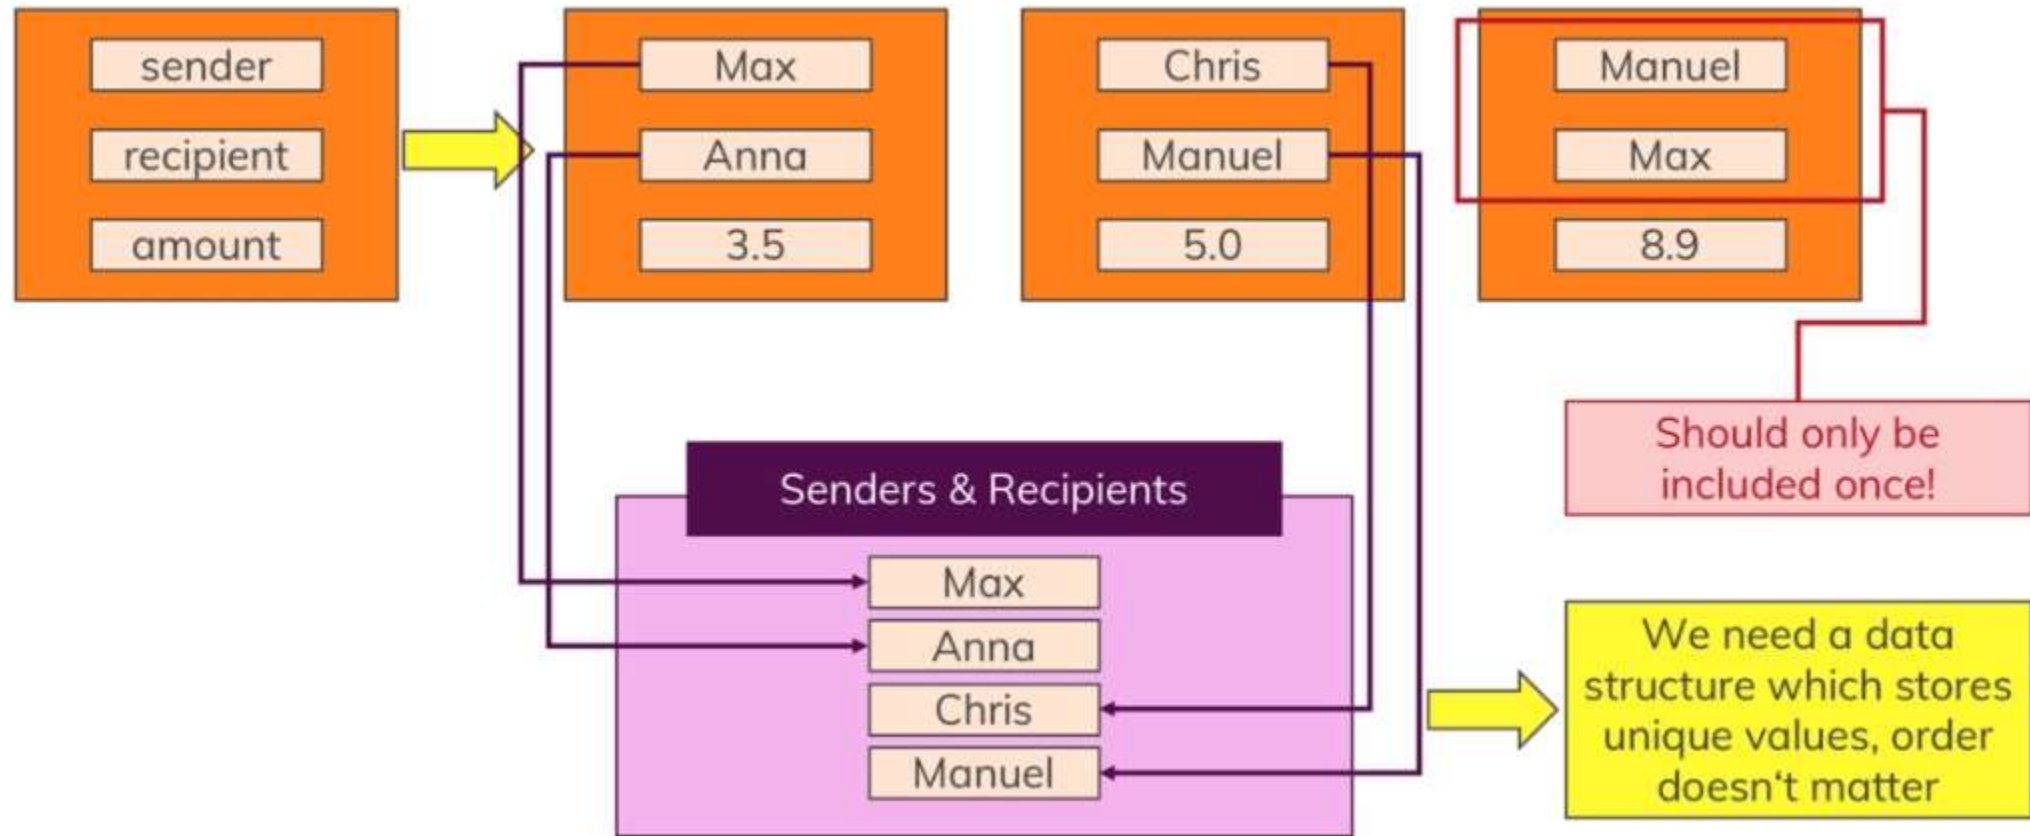 sender
recipient
amount
Max
Anna
3.5
Chris
Manuel
5.0
Manuel
Max
8.9
Should only be
included once!
Senders & Recipients
Max
Anna
Chris
Manuel
We need a data
structure which stores
unique values, order
doesn‘t matter